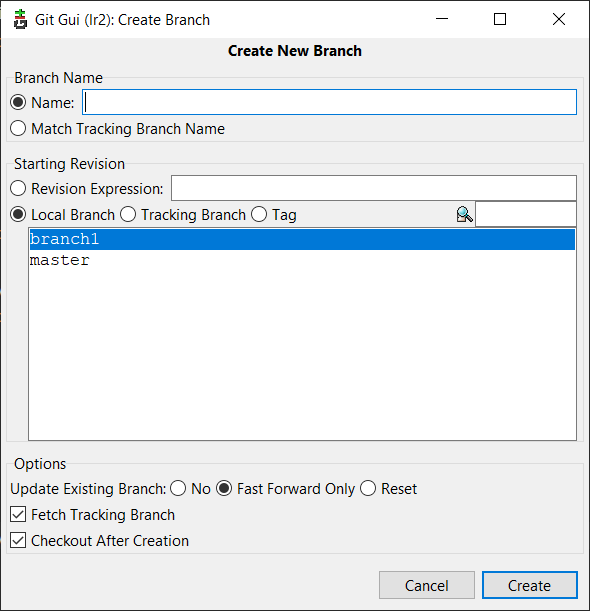 Git Gui (lr2): Create Branch
Create New Branch
Branch Name
Name:
Match Tracking Branch Name
Starting Revision
Revision Expression:
Local Branch Tracking Branch Tag
branch1
master
Options
Update Existing Branch: No Fast Forward Only Reset
Fetch Tracking Branch
Checkout After Creation
Cancel Create